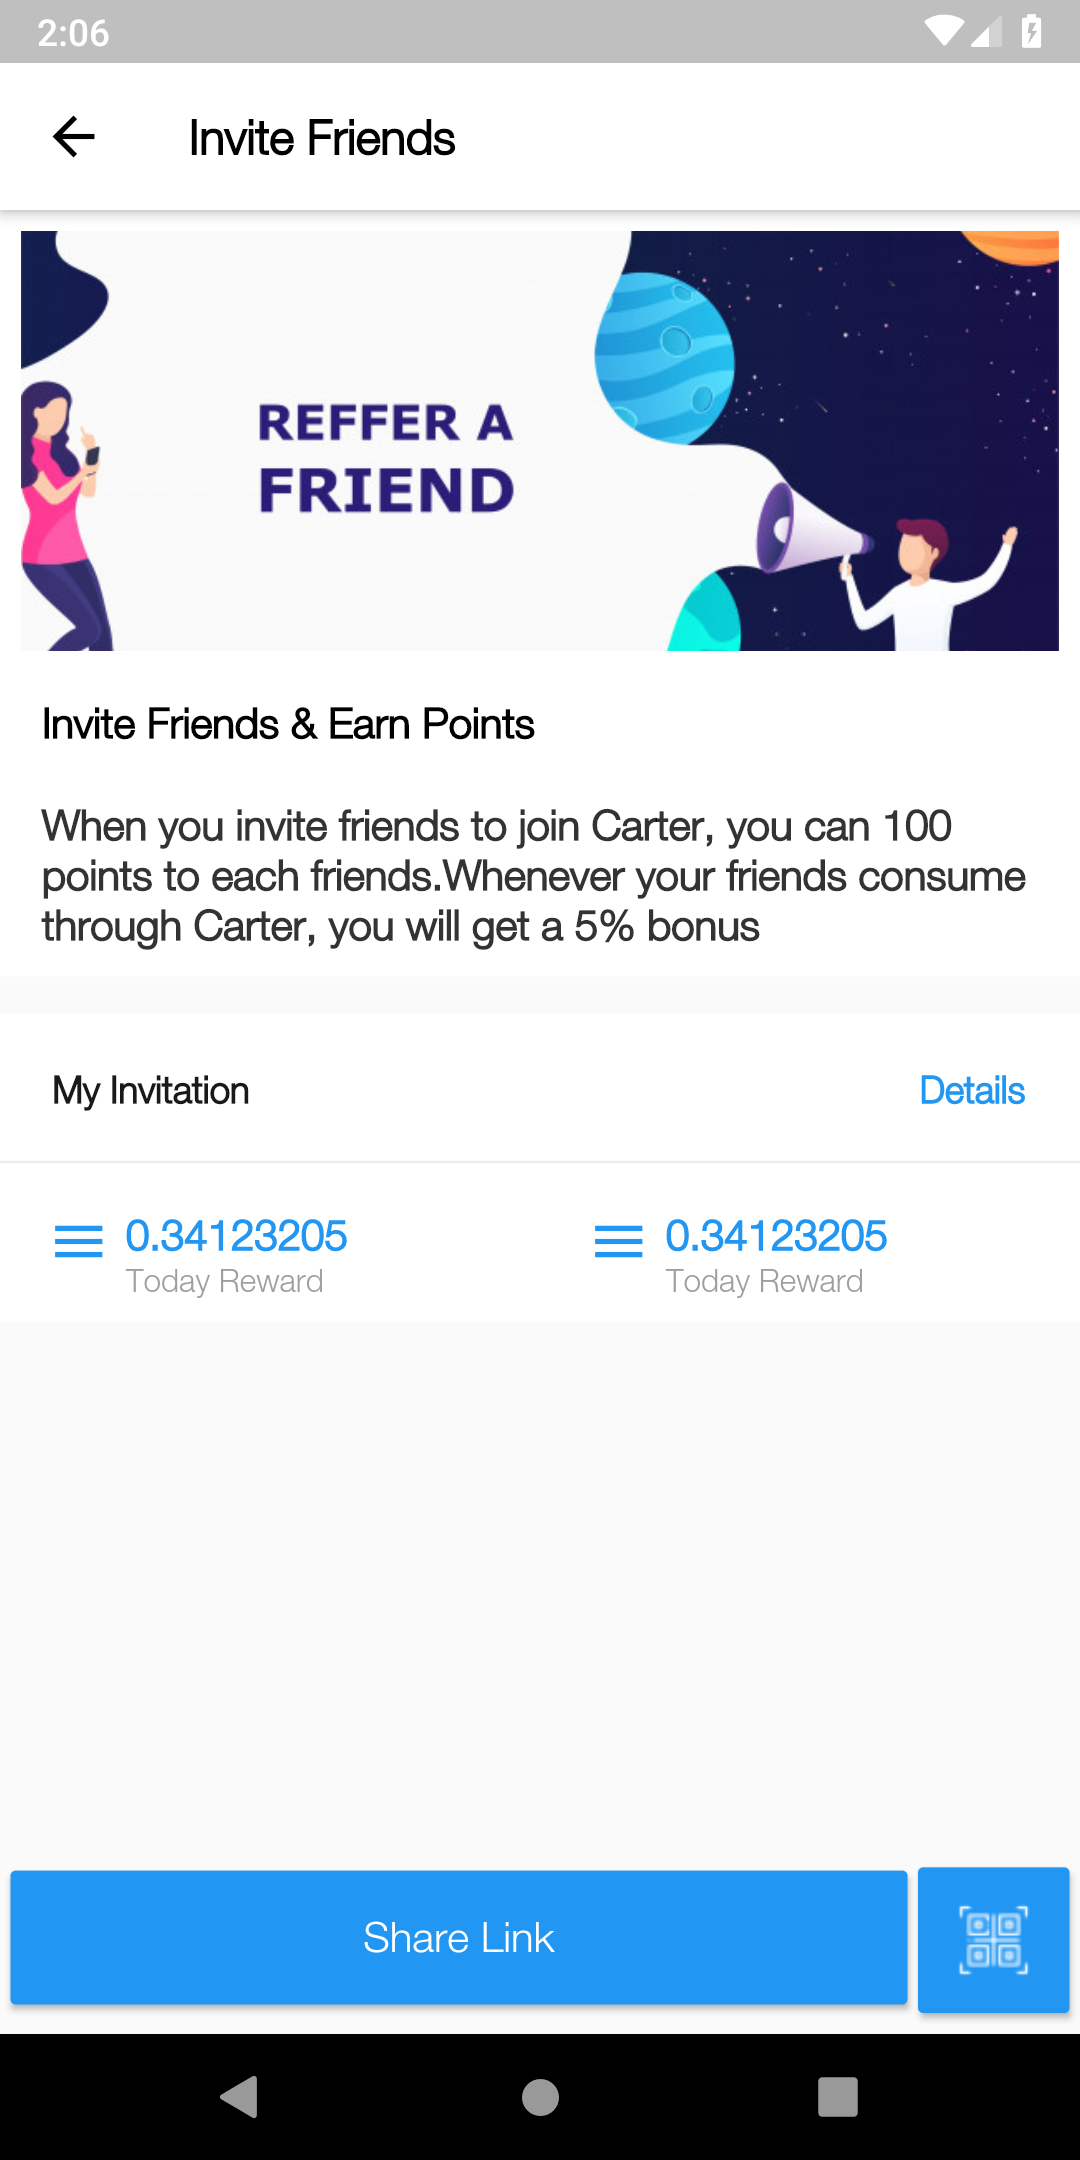 2:06
Invite Friends
REFFER A
FRIEND
Invite Friends & Earn Points
When you invite friends to join Carter, you can 100
points to each friends.Whenever your friends consume
through Carter, you will get a 5% bonus
My Invitation Details
0.34123205 0.34123205
Today Reward Today Reward
Share Link